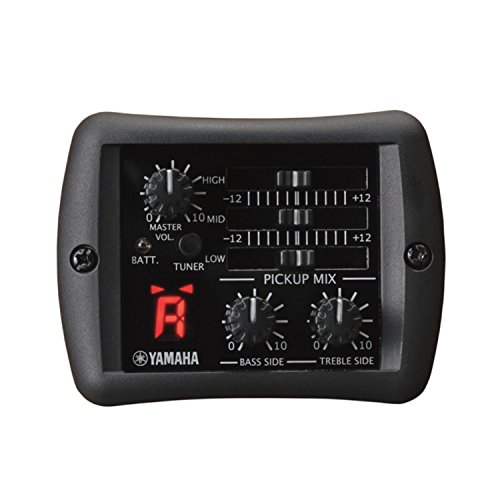 HIGH
-12 +12
0 10 MID
MASTER
VOL.
-12 +12
BATT. TUNER LOW
PICKUP MIX
A
0 10 0 10
YAMAHA BASS SIDE TREBLE SIDE